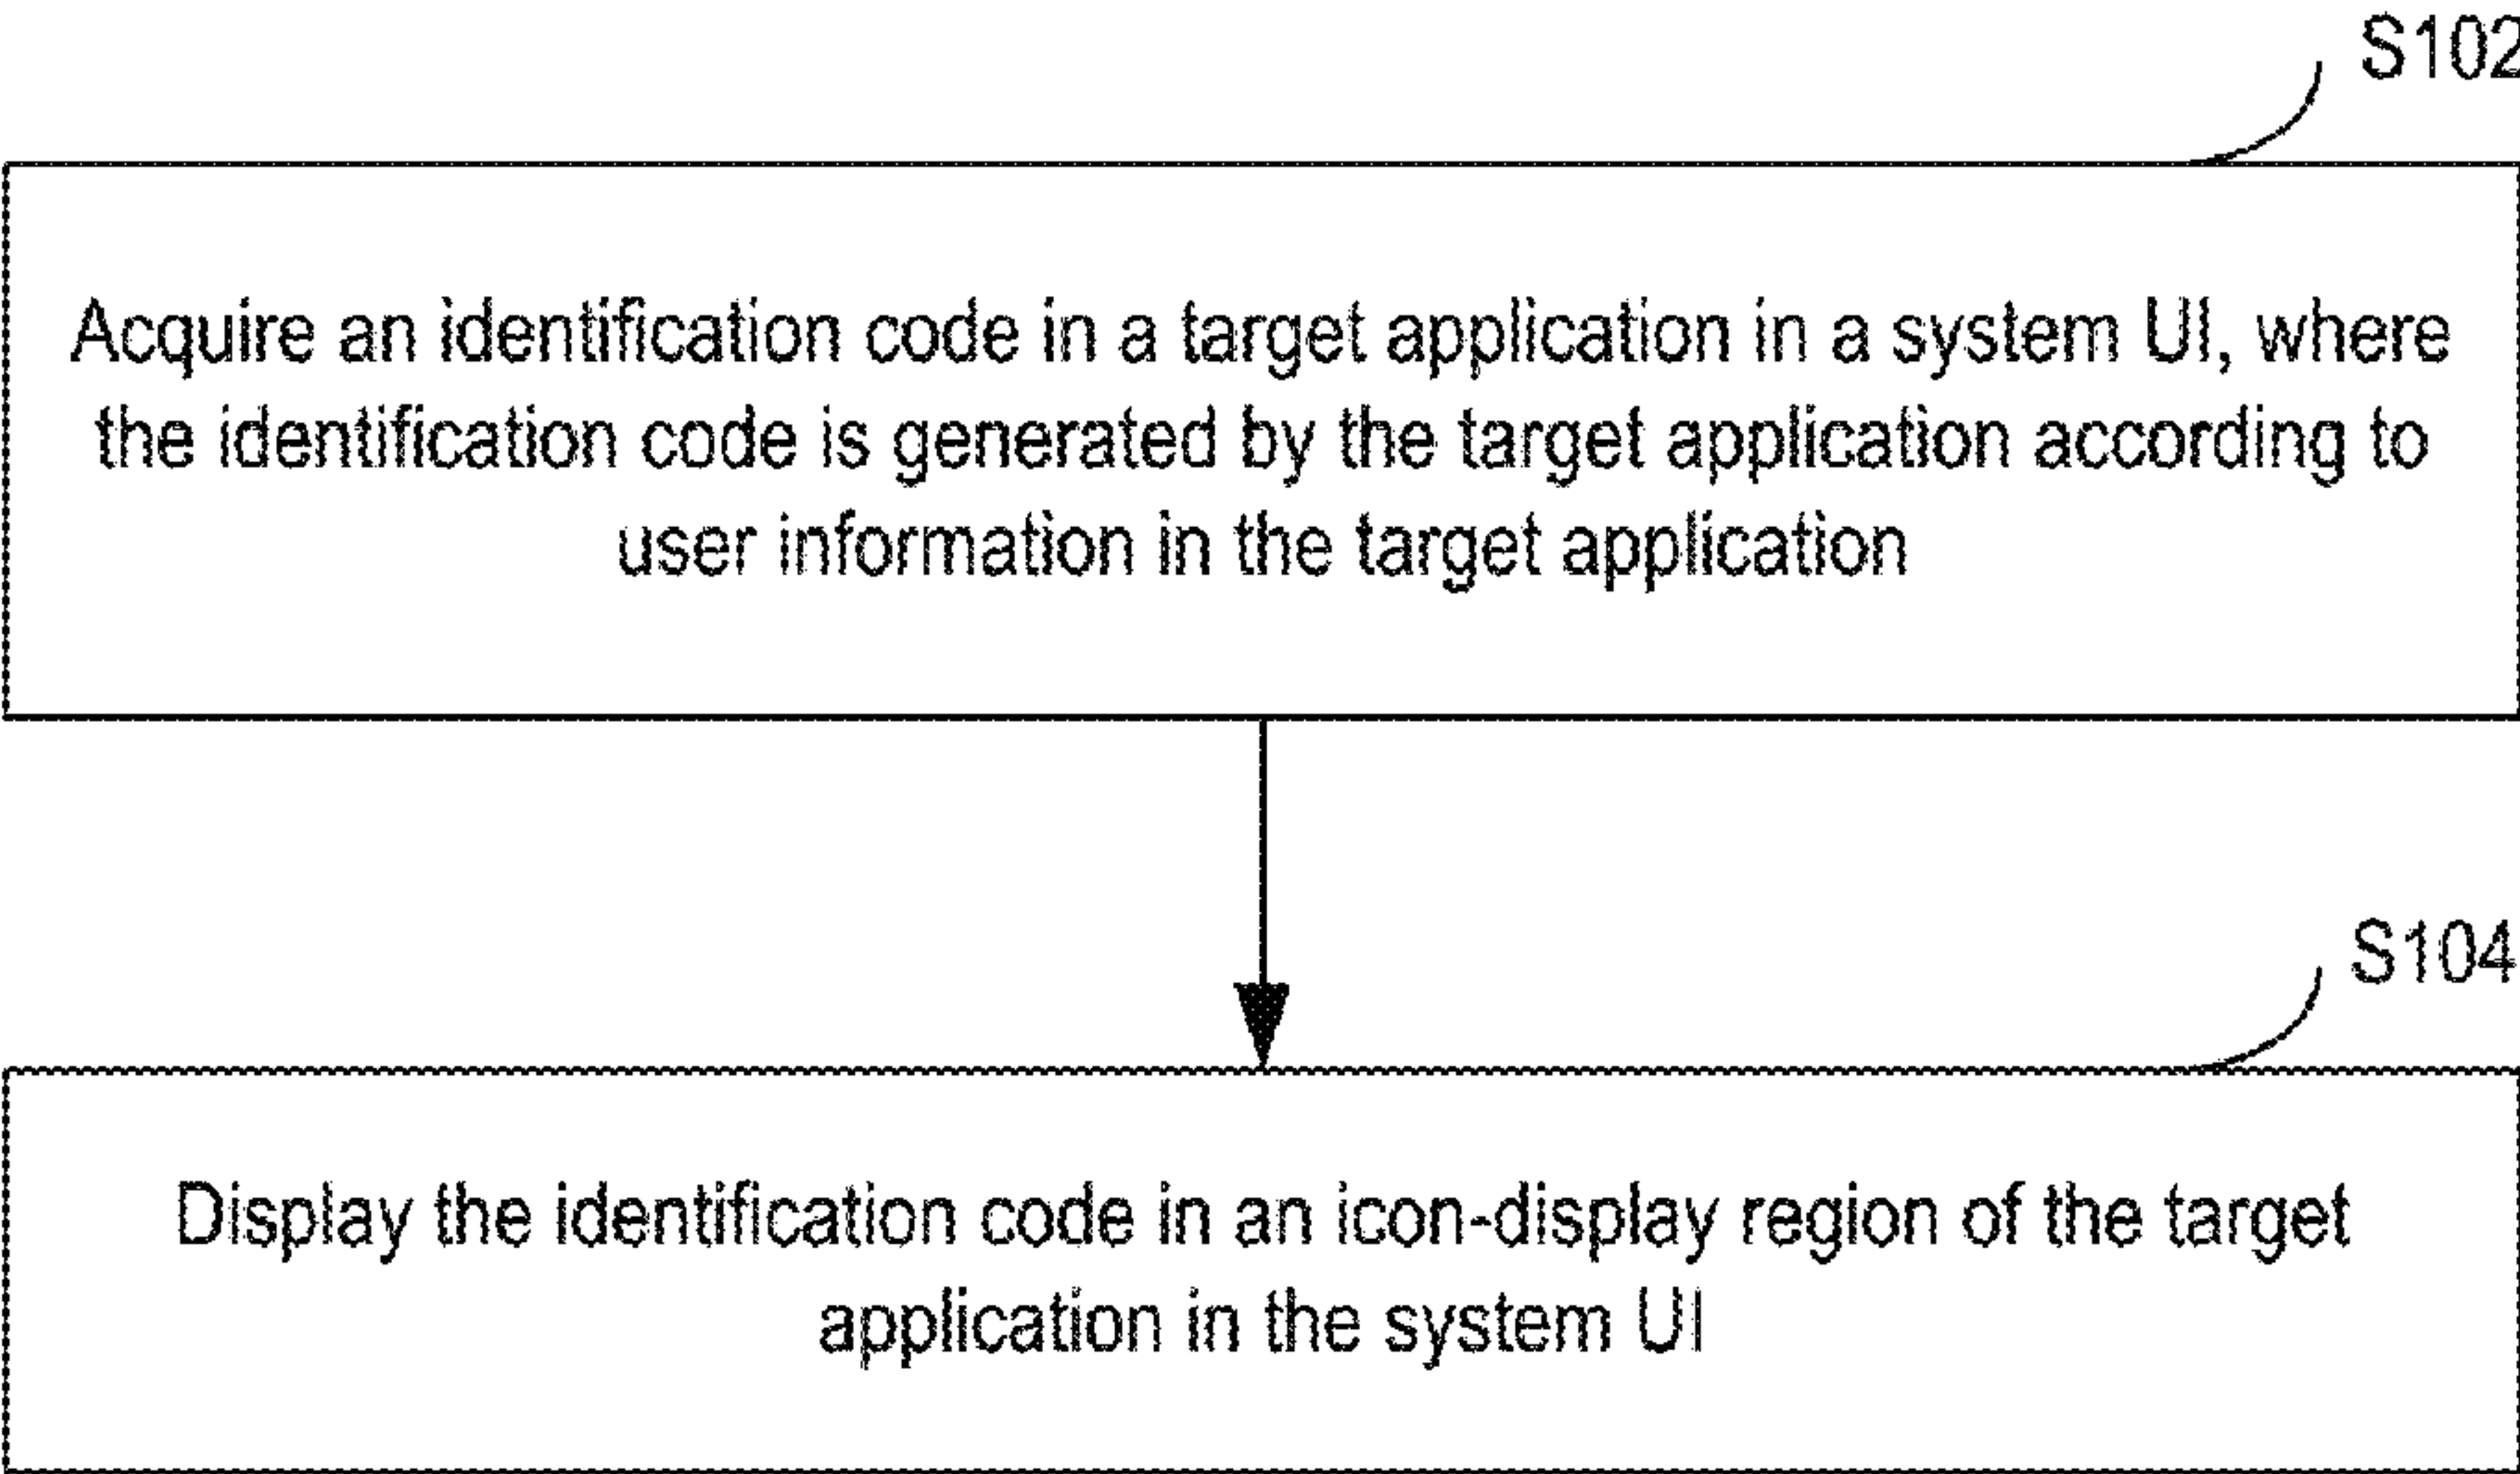 S102
Acquire an identification code in a target application in a system UI, where
the identification code is generated by the target application according to
user information in the target application
S104
Display the identification code in an icon-display region of the target
application in the system UI